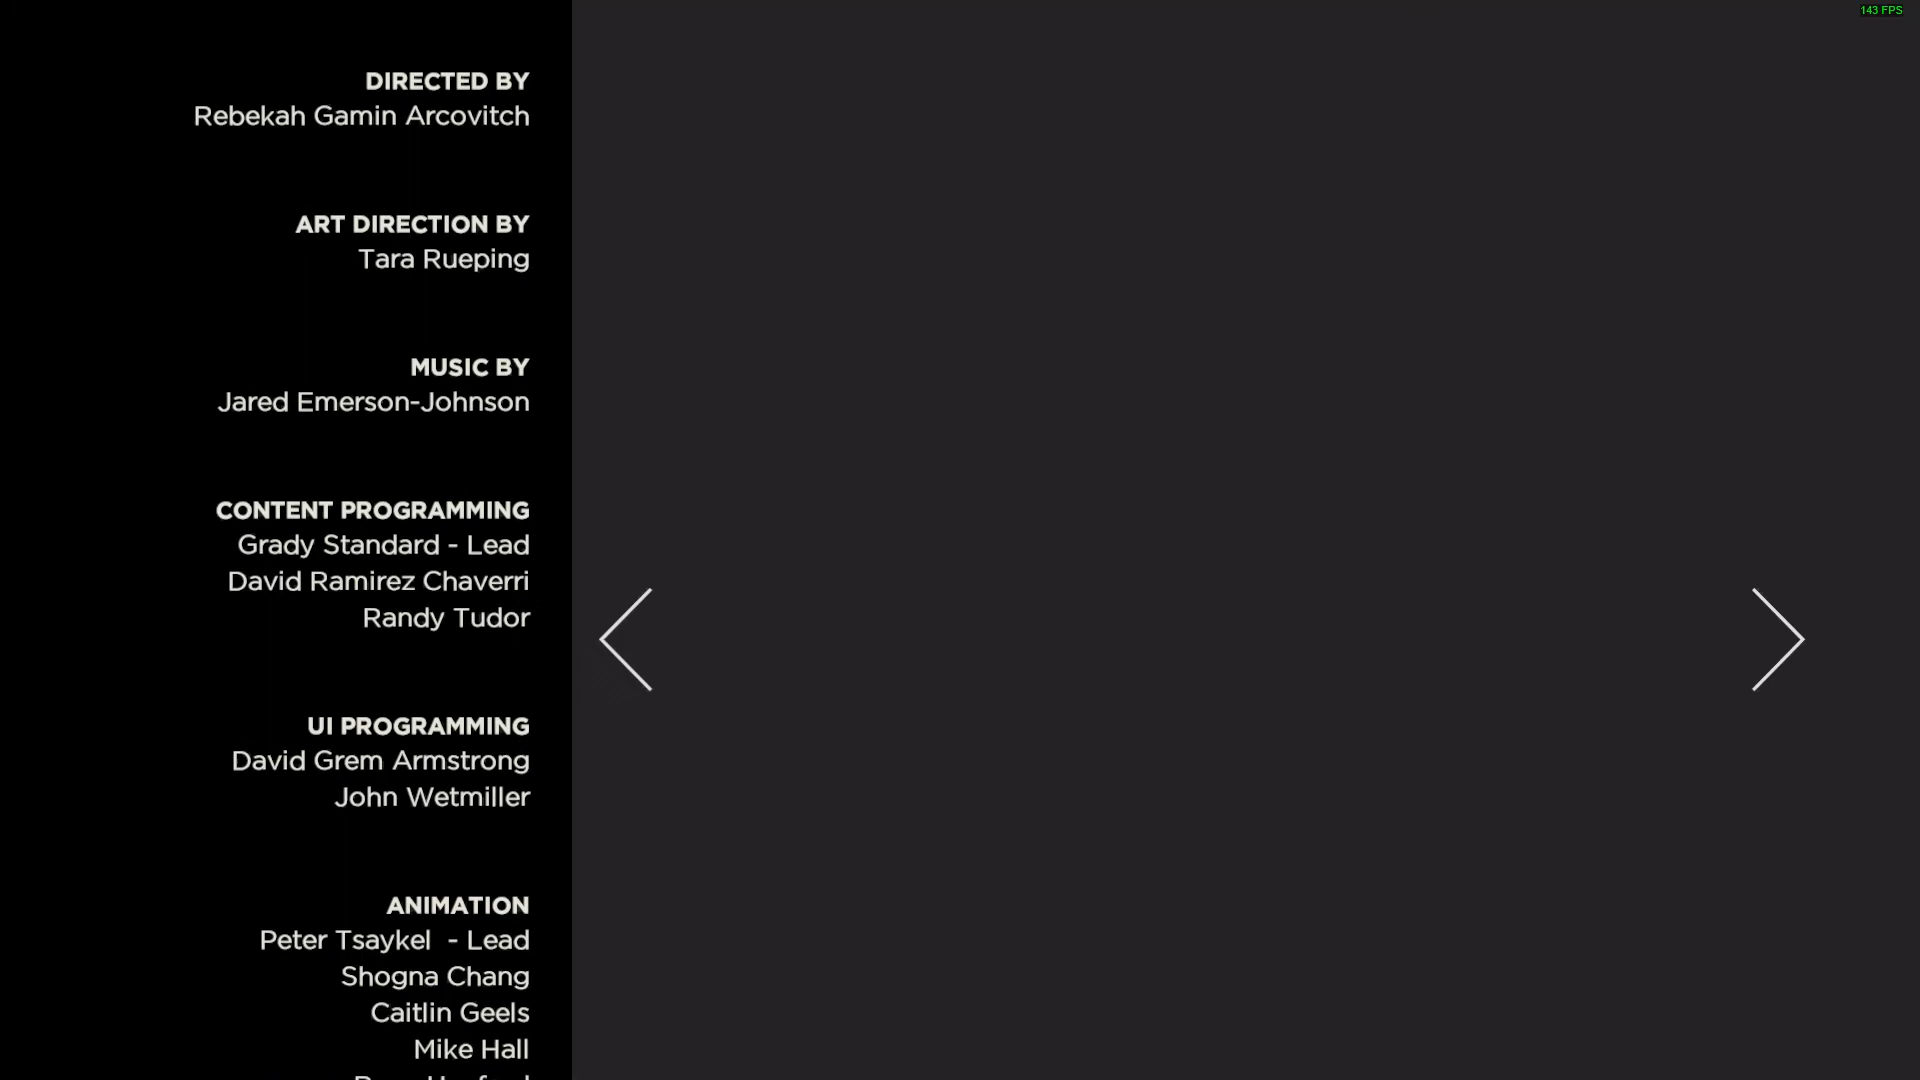 143 FPS
DIRECTED BY
Rebekah Gamin Arcovitch
ART DIRECTION BY
Tara Rueping
MUSIC BY
Jared Emerson-Johnson
CONTENT PROGRAMMING
Grady Standard - Lead
David Ramirez Chaverri
Randy Tudor
UI PROGRAMMING
David Grem Armstrong
John Wetmiller
ANIMATION
Peter Tsaykel - Lead
Shogna Chang
Caitlin Geels
Mike Hall